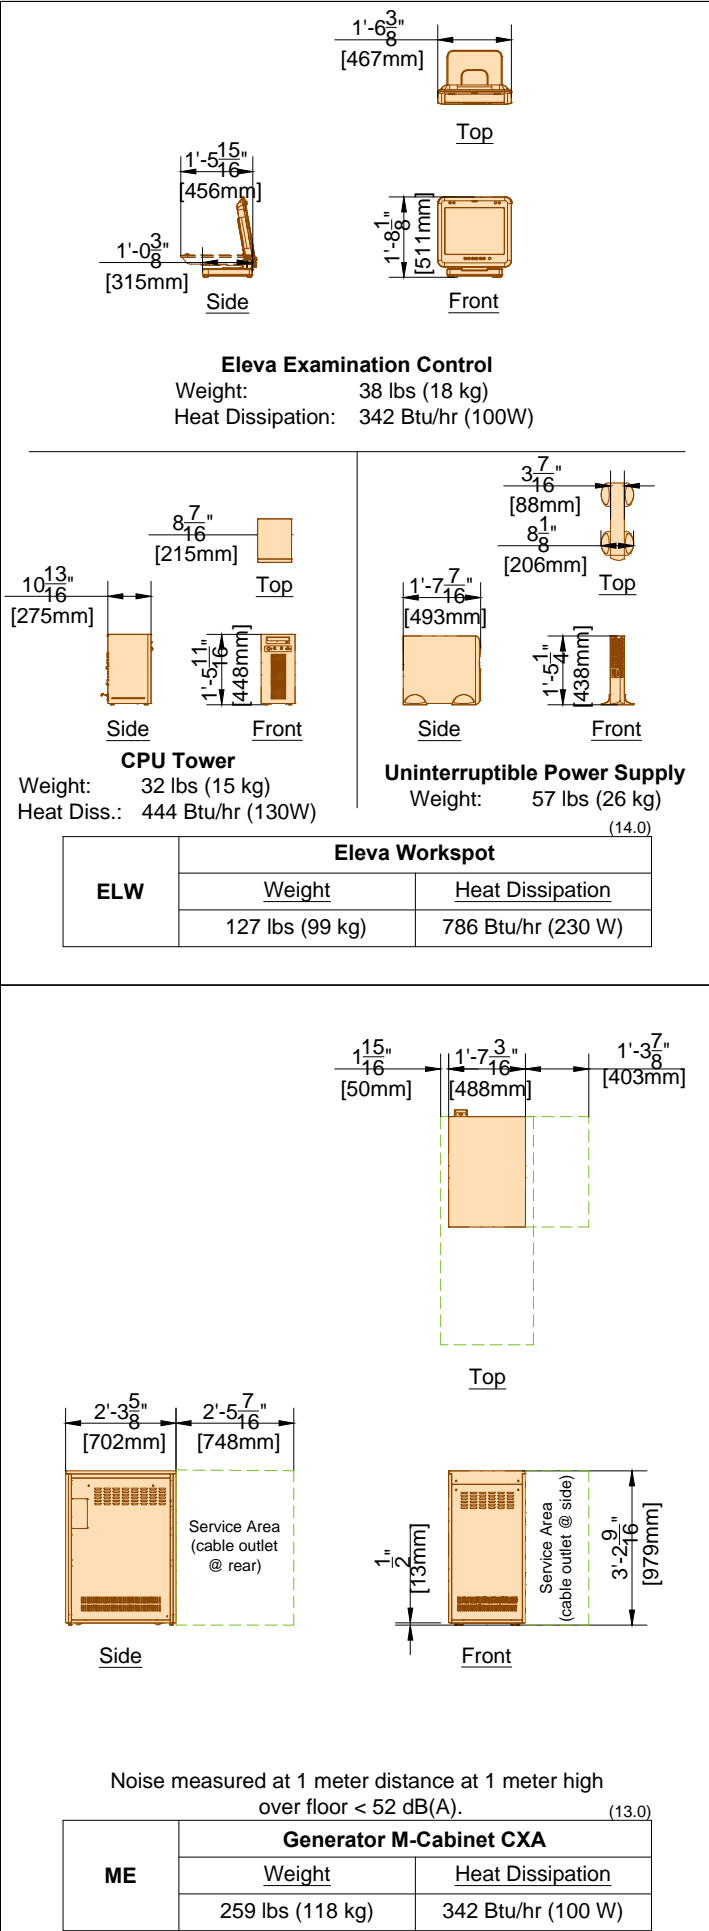 1'-6 3/8"
[467mm]
Top
1'-5 15/16"
[456mm]
1'-0 3/8"
[315mm]
Side
1'-8 1/8"
[511mm]
Front
Eleva Examination Control
Weight: 38 lbs (18 kg)
Heat Dissipation: 342 Btu/hr (100W)
8 7/16"
[215mm]
Top
10 13/16"
[275mm]
Side
1'-5 11/16"
[448mm]
Front
CPU Tower
Weight: 32 lbs (15 kg)
Heat Diss.: 444 Btu/hr (130W)
3 7/16"
[88mm]
8 1/8"
[206mm]
Top
1'-7 7/16"
[493mm]
Side
1'-5 1/4"
[438mm]
Front
Uninterruptible Power Supply
Weight: 57 lbs (26 kg)
(14.0)
ELW
Eleva Workspot
Weight Heat Dissipation
127 lbs (99 kg) 786 Btu/hr (230 W)
1 15/16"
[50mm]
1'-7 3/16"
[488mm]
1'-3 7/8"
[403mm]
Top
2'-3 5/8"
[702mm]
2'-5 7/16"
[748mm]
Service Area
(cable outlet
@ rear)
Side
1/2"
[13mm]
Service Area
(cable outlet @ side)
3'-2 9/16"
[979mm]
Front
Noise measured at 1 meter distance at 1 meter high
over floor < 52 dB(A).
(13.0)
ME
Generator M-Cabinet CXA
Weight Heat Dissipation
259 lbs (118 kg) 342 Btu/hr (100 W)